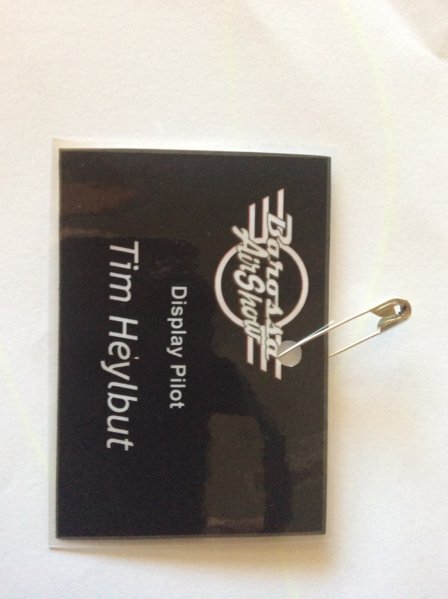 Barossa
AirShow
Display Pilot
Tim Heylbut